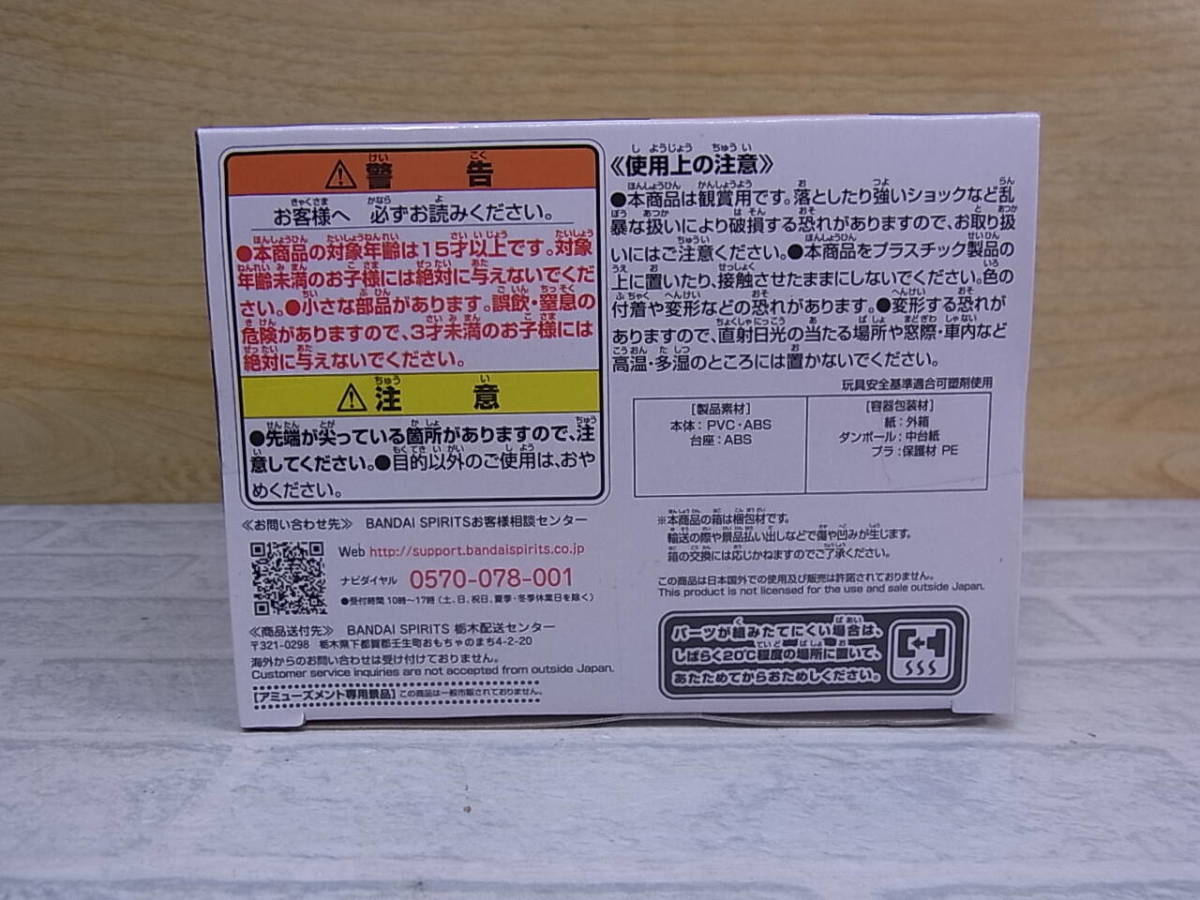 ⚠警告
お客様へ 必ずお読みください。
●本商品の対象年齢は15才以上です。対象
年齢未満のお子様には絶対に与えないでくだ
さい。●小さな部品があります。誤飲・窒息の
危険がありますので、3才未満のお子様には
絶対に与えないでください。
⚠注意
●先端が尖っている箇所がありますので、注
意してください。●目的以外のご使用は、おや
めください。
≪お問い合わせ先≫ BANDAI SPIRITSお客様相談センター
Web http://support.bandaispirits.co.jp
ナビダイヤル 0570-078-001
●受付時間 10時〜17時(土、日、祝日、夏季・冬季休業日を除く)
≪商品送付先≫ BANDAI SPIRITS 栃木配送センター
〒321-0298 栃木県下都賀郡壬生町おもちゃのまち4-2-20
海外からのお問い合わせは受け付けておりません。
Customer service inquiries are not accepted from outside Japan.
【アミューズメント専用景品】この商品は一般市販されておりません。
≪使用上の注意≫
●本商品は観賞用です。落としたり強いショックなど乱
暴な扱いにより破損する恐れがありますので、お取り扱
いにはご注意ください。●本商品をプラスチック製品の
上に置いたり、接触させたままにしないでください。色の
付着や変形などの恐れがあります。●変形する恐れが
ありますので、直射日光の当たる場所や窓際・車内など
高温・多湿のところには置かないでください。
玩具安全基準適合可塑剤使用
[製品素材]
本体:PVC・ABS
台座:ABS
[容器包装材]
紙:外箱
ダンボール:中台紙
プラ:保護材 PE
※本商品の箱は梱包材です。
輸送の際や景品払い出しなどで傷や凹みが生じます。
箱の交換には応じかねますのでご了承ください。
この商品は日本国外での使用及び販売は許諾されておりません。
This product is not licensed for the use and sale outside Japan.
パーツが組みたてにくい場合は、
しばらく20℃程度の場所に置いて、
あたためてからおためしください。